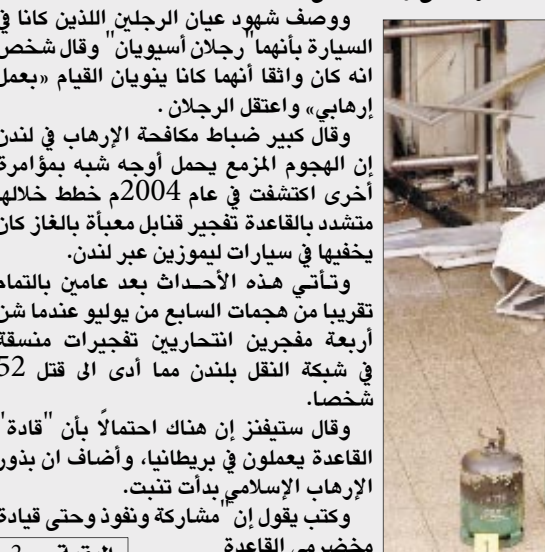 ووصف شهود عيان الرجلين اللذين كانا في
السيارة بأنهما"رجلان أسيويان" وقال شخص
انه كان واثقا أنهما كانا ينويان القيام «بعمل
إرهابي» واعتقل الرجلان .
وقال كبير ضباط مكافحة الإرهاب في لندن
إن الهجوم المزمع يحمل أوجه شبه بمؤامرة
أخرى اكتشفت في عام 2004م خطط خلالها
متشدد بالقاعدة تفجير قنابل معبأة بالغاز كان
يخفيها في سيارات ليموزين عبر لندن.
وتأتي هذه الأحداث بعد عامين بالتمام
تقريبا من هجمات السابع من يوليو عندما شن
أربعة مفجرين انتحاريين تفجيرات منسقة
في شبكة النقل بلندن مما أدى الى قتل 52
شخصا.
وقال ستيفنز إن هناك احتمالاً بأن "قادة"
القاعدة يعملون في بريطانيا، وأضاف ان بذور
الإرهاب الإسلامي بدأت تنبت.
وكتب يقول إن "مشاركة ونفوذ وحتى قيادة
مخضرمي القاعدة